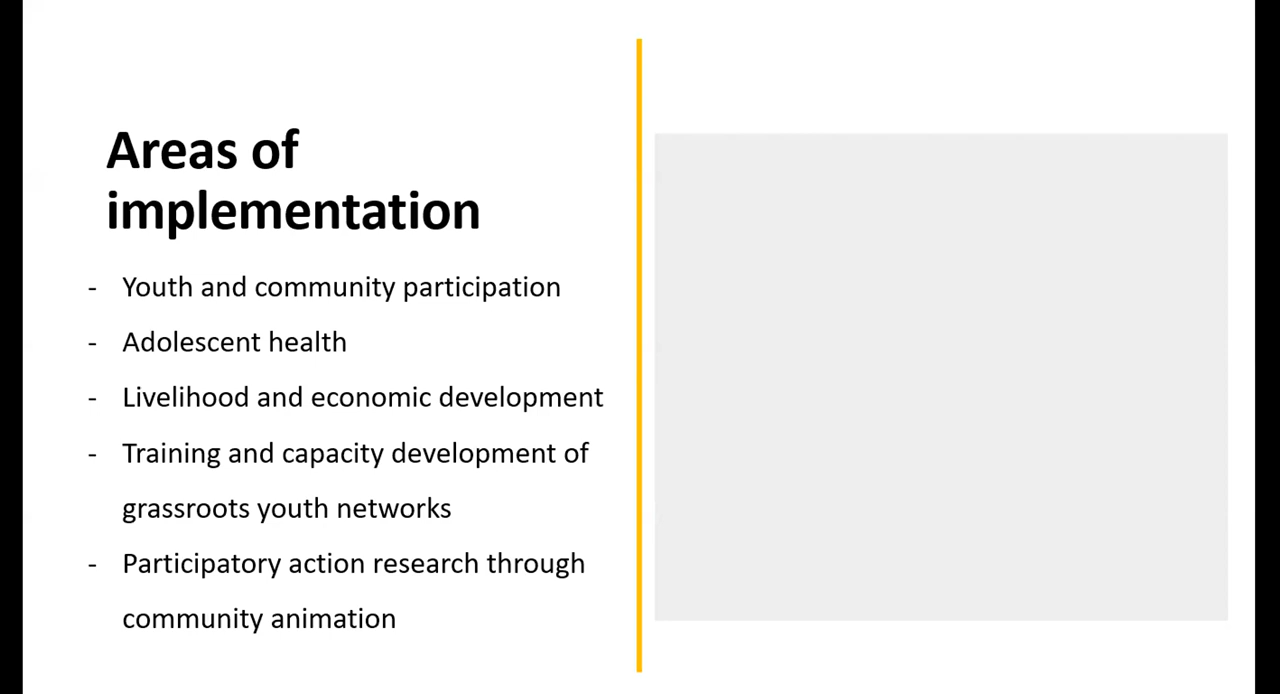 Areas of
implementation
- Youth and community participation
- Adolescent health
- Livelihood and economic development
- Training and capacity development of
grassroots youth networks
- Participatory action research through
community animation